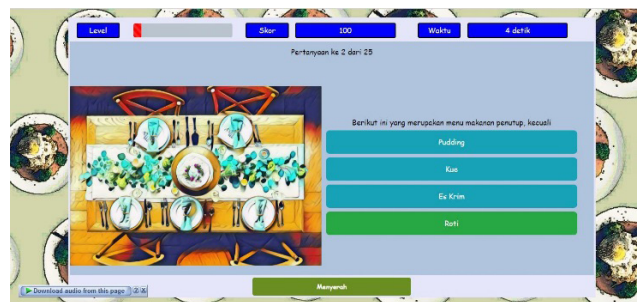 Level Skor 100 Waktu 4 detik
Pertanyaan ke 2 dari 25
Berikut ini yang merupakan menu makanan penutup, kecuali
Pudding
Kue
Es Krim
Roti
Menyerah
Download audio from this page ?